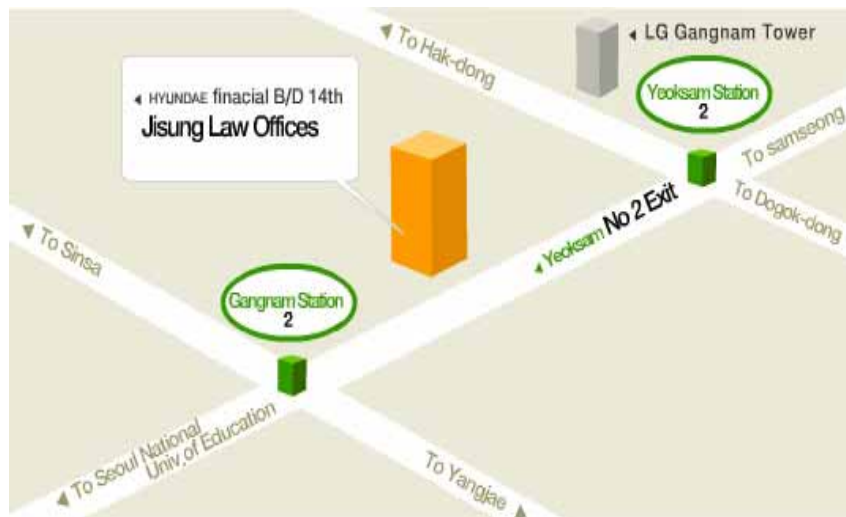 To Hak-dong
LG Gangnam Tower
HYUNDAE finacial B/D 14th
Jisung Law Offices
Yeoksam Station
2
To samseong
To Dogok-dong
Yeoksam No 2 Exit
To Sinsa
Gangnam Station
2
To Seoul National
Univ, of Education
To Yangjae